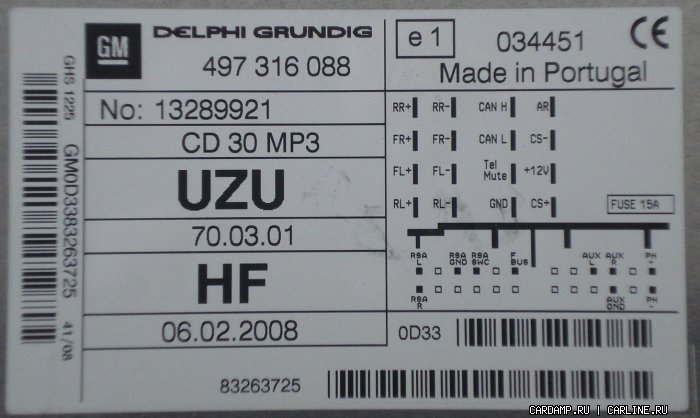 GM DELPHI GRUNDIG
497 316 088
e 1 034451 CE
Made in Portugal
No: 13289921
CD 30 MP3
UZU
70.03.01
HF
06.02.2008
GHS 1225
GM0D3383263725
41/08
RR+ RR- CAN H AR
FR+ FR- CAN L CS-
FL+ FL- Tel Mute +12V
RL+ RL- GND CS+
FUSE 15A
RSA L RSA GND RSA SWC F BUS AUX L AUX R PH +
RSA R AUX GND PH -
0D33
83263725
CARDAMP.RU | CARLINE.RU